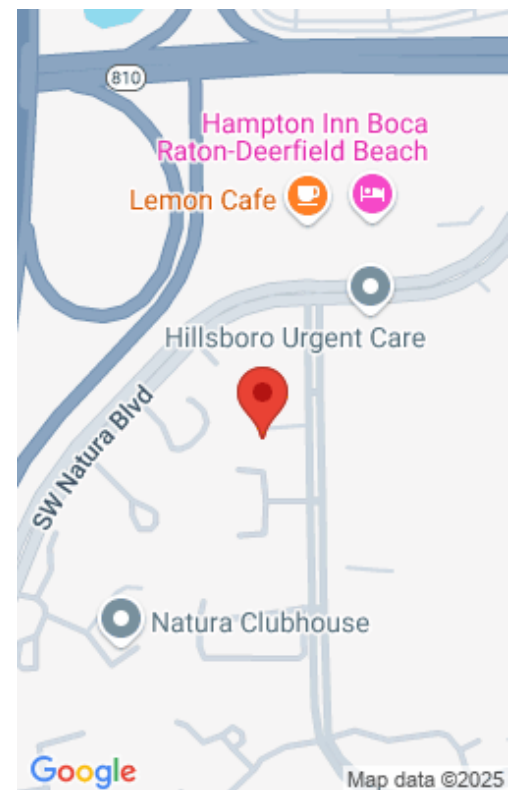 810
Hampton Inn Boca
Raton-Deerfield Beach
Lemon Cafe
Hillsboro Urgent Care
SW Natura Blvd
Natura Clubhouse
Google
Map data ©2025